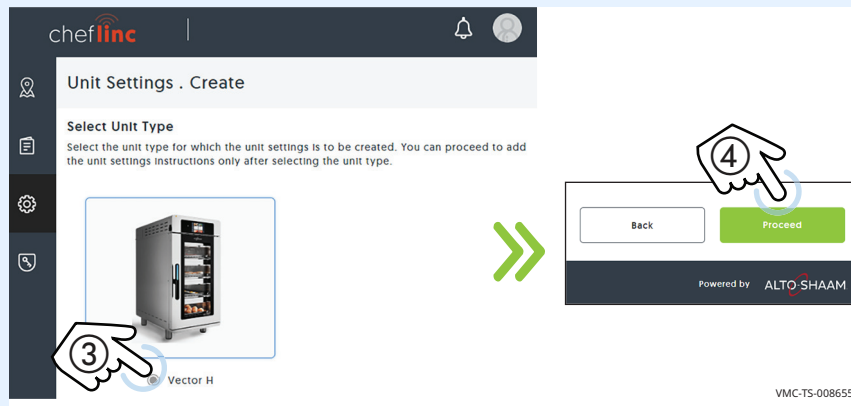 cheflinc
Unit Settings . Create
Select Unit Type
Select the unit type for which the unit settings is to be created. You can proceed to add
the unit settings instructions only after selecting the unit type.
3
Vector H
4
Back
Proceed
Powered by ALTO-SHAAM
VMC-TS-008655